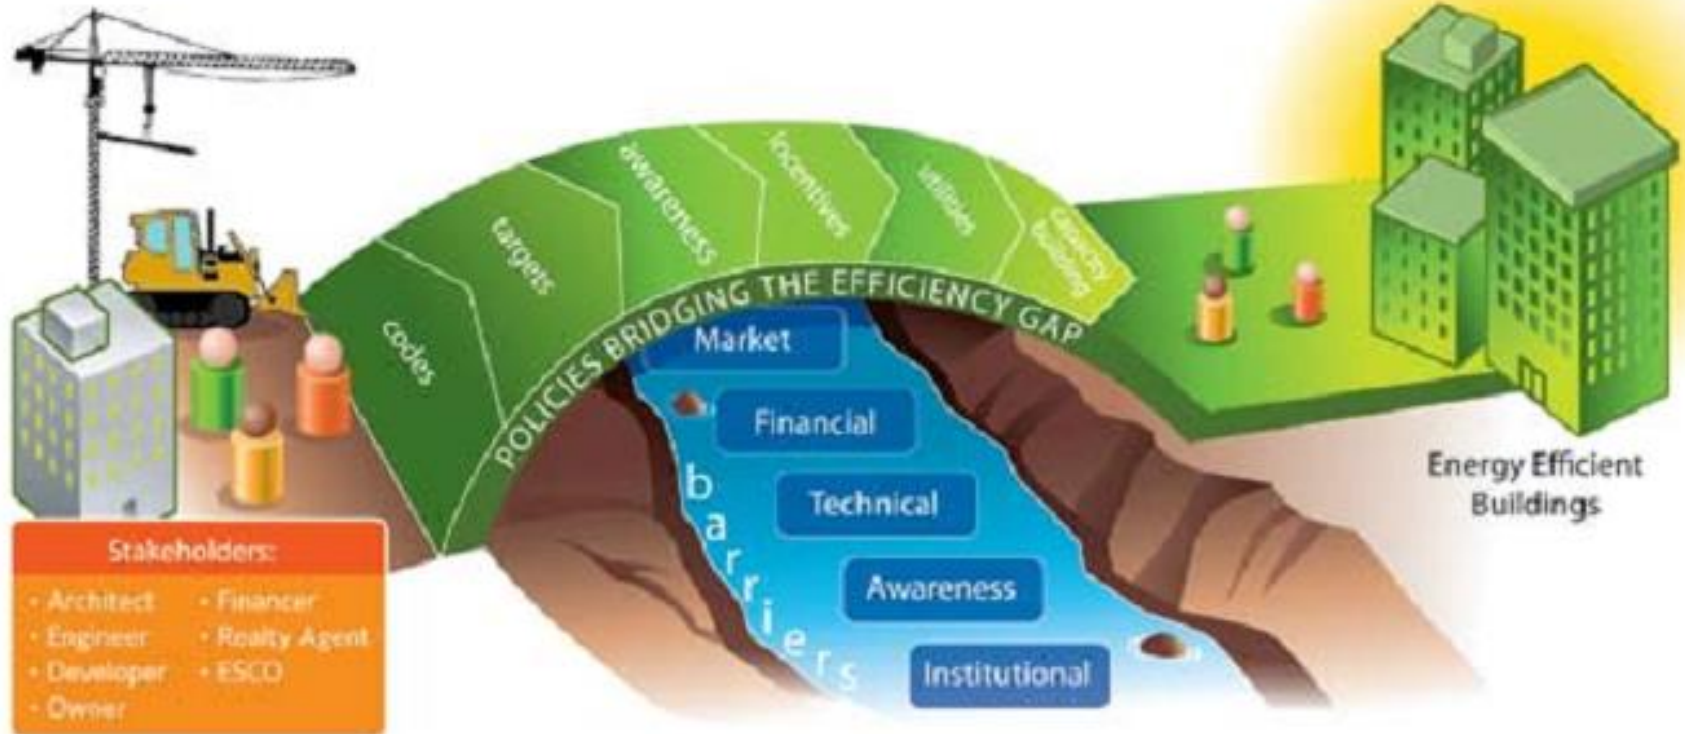 codes
targets
awareness
incentives
utilities
capacity
building
POLICIES BRIDGING THE EFFICIENCY GAP
Market
Financial
Technical
Awareness
Institutional
barriers
Energy Efficient
Buildings
Stakeholders:
• Architect
• Engineer
• Developer
• Owner
• Financer
• Realty Agent
• ESCO